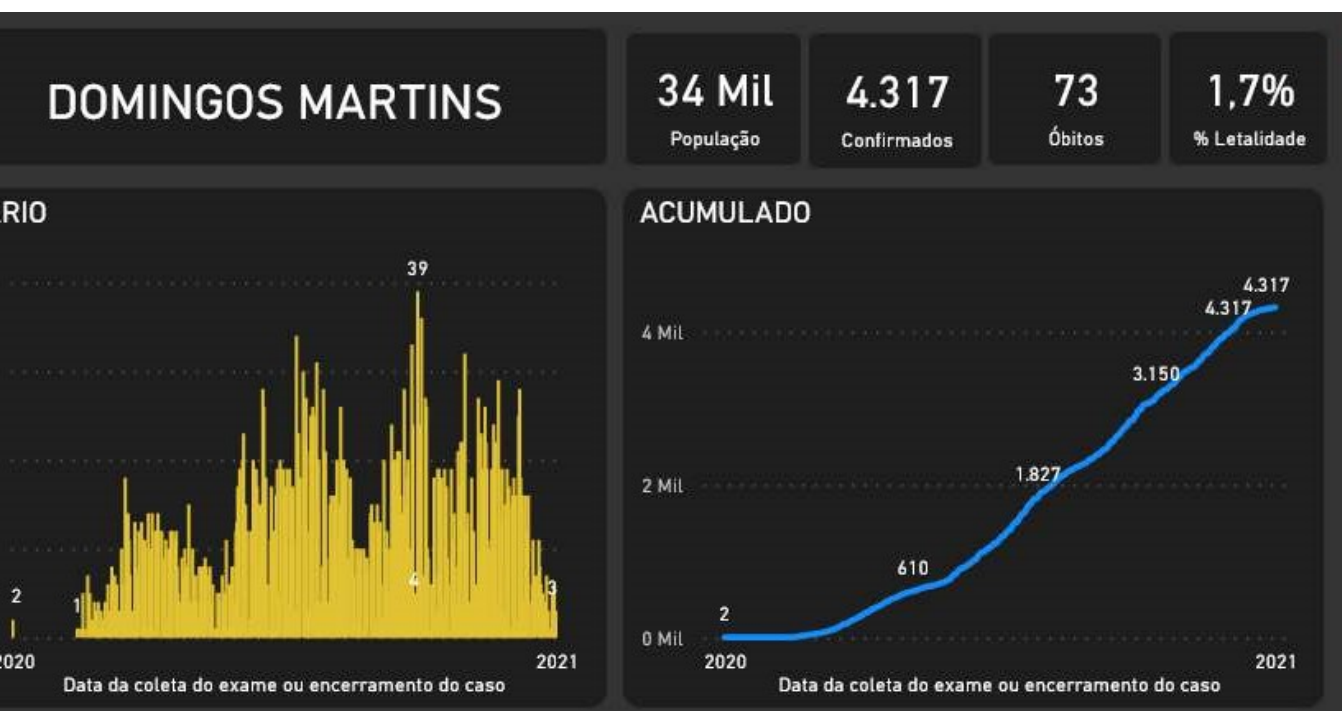 DOMINGOS MARTINS
34 Mil
População
4.317
Confirmados
73
Óbitos
1,7%
% Letalidade
RIO
39
2
1
4
3
2020
2021
Data da coleta do exame ou encerramento do caso
ACUMULADO
4 Mil
2 Mil
0 Mil
2
610
1.827
3.150
4.317
4.317
2020
2021
Data da coleta do exame ou encerramento do caso